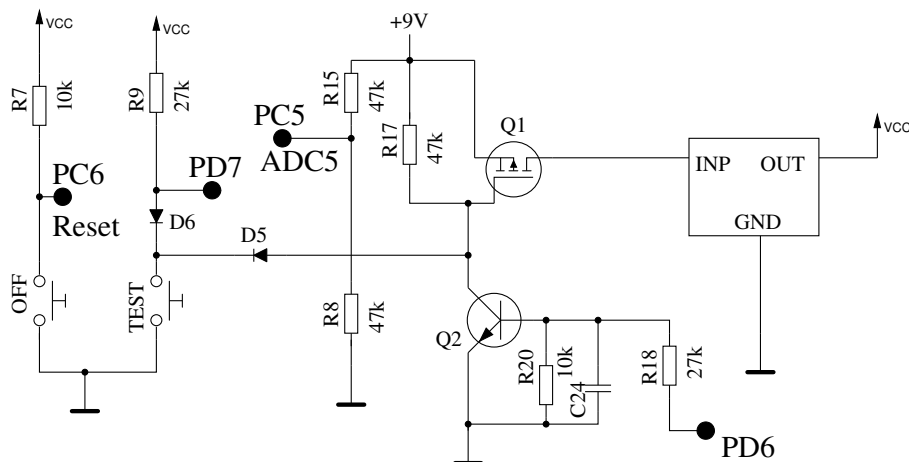 VCC
VCC
+9V
R7
10k
R9
27k
R15
47k
PC5
ADC5
R17
47k
Q1
VCC
INP
OUT
GND
PC6
Reset
PD7
D6
D5
OFF
TEST
R8
47k
Q2
R20
10k
C24
R18
27k
PD6